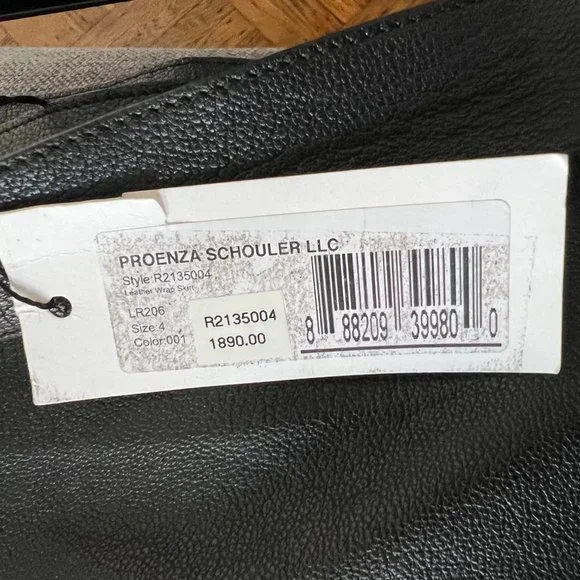 PROENZA SCHOULER LLC
Style:R2135004
Leather Wrap Skirt
LR206
Size:4
Color:001
R2135004
1890.00
8 88209 39980 0